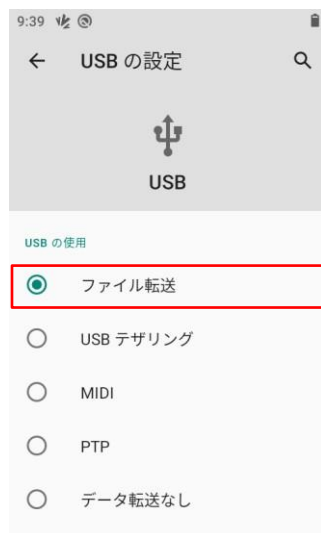 9:39
USB の設定
USB
USB の使用
ファイル転送
USB テザリング
MIDI
PTP
データ転送なし